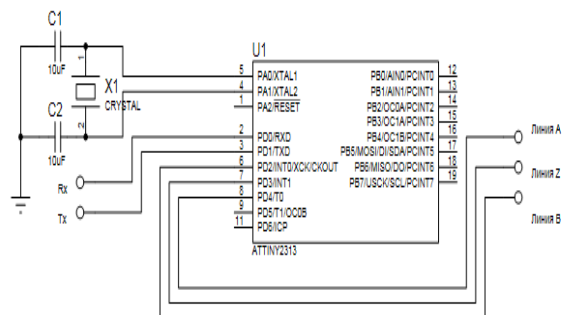 C1
10uF
1
X1
CRYSTAL
C2
2
10uF
Rx
Tx
U1
5 PA0/XTAL1
4 PA1/XTAL2
1 PA2/RESET
2 PD0/RXD
3 PD1/TXD
6 PD2/INT0/XCK/CKOUT
7 PD3/INT1
8 PD4/T0
9 PD5/T1/OC0B
11 PD6/ICP
PB0/AIN0/PCINT0 12
PB1/AIN1/PCINT1 13
PB2/OC0A/PCINT2 14
PB3/OC1A/PCINT3 15
PB4/OC1B/PCINT4 16
PB5/MOSI/DI/SDA/PCINT5 17
PB6/MISO/DO/PCINT6 18
PB7/USCK/SCL/PCINT7 19
ATTINY2313
Линия A
Линия Z
Линия B